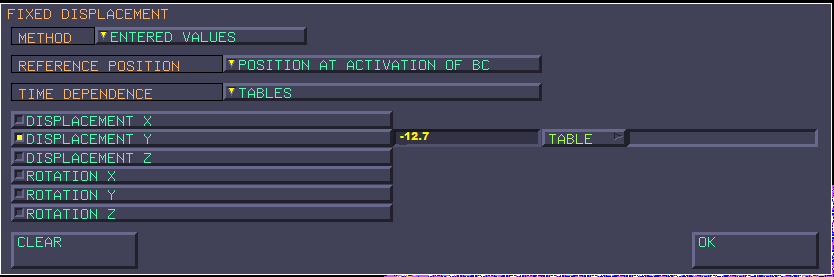 FIXED DISPLACEMENT
METHOD ENTERED VALUES
REFERENCE POSITION POSITION AT ACTIVATION OF BC
TIME DEPENDENCE TABLES
DISPLACEMENT X
DISPLACEMENT Y -12.7 TABLE
DISPLACEMENT Z
ROTATION X
ROTATION Y
ROTATION Z
CLEAR OK